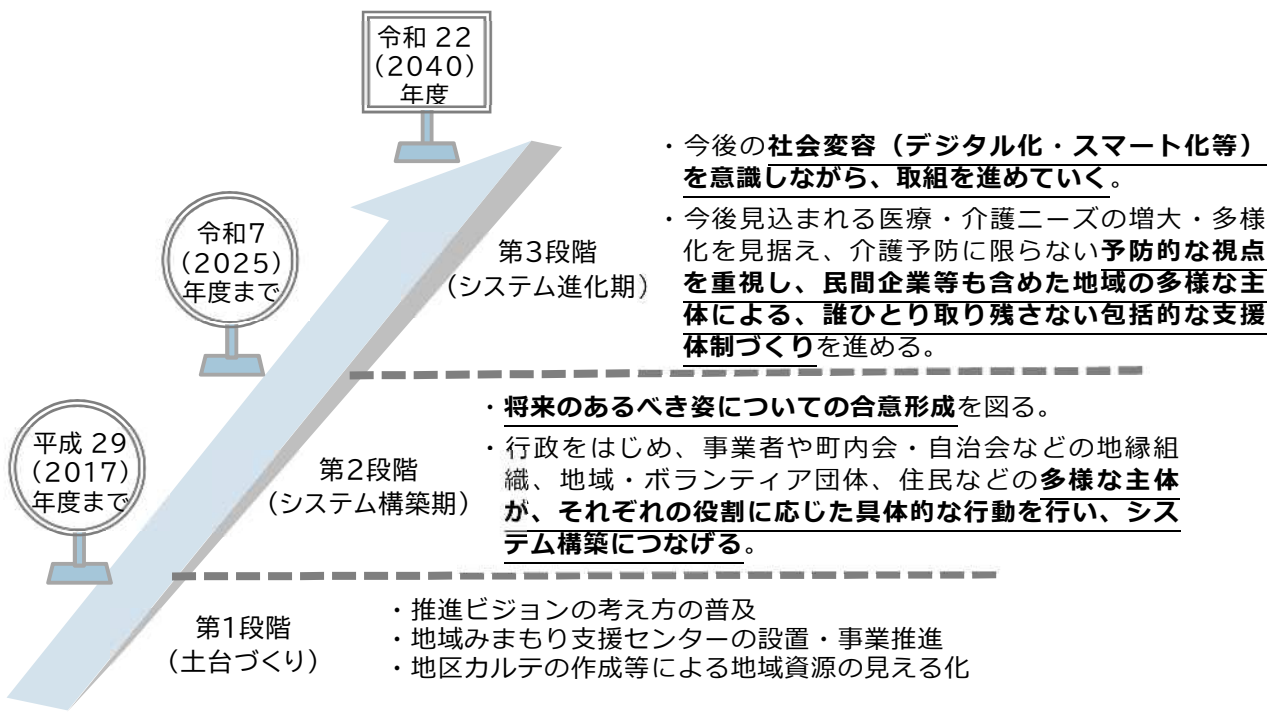 令和 22
(2040)
年度
・今後の社会変容（デジタル化・スマート化等）
を意識しながら、取組を進めていく。
・今後見込まれる医療・介護ニーズの増大・多様
化を見据え、介護予防に限らない予防的な視点
を重視し、民間企業等も含めた地域の多様な主
体による、誰ひとり取り残さない包括的な支援
体制づくりを進める。
令和7
(2025)
年度まで
第3段階
（システム進化期）
・将来のあるべき姿についての合意形成を図る。
・行政をはじめ、事業者や町内会・自治会などの地縁組
織、地域・ボランティア団体、住民などの多様な主体
が、それぞれの役割に応じた具体的な行動を行い、シス
テム構築につなげる。
平成 29
(2017)
年度まで
第2段階
（システム構築期）
第1段階
（土台づくり）
・推進ビジョンの考え方の普及
・地域みまもり支援センターの設置・事業推進
・地区カルテの作成等による地域資源の見える化